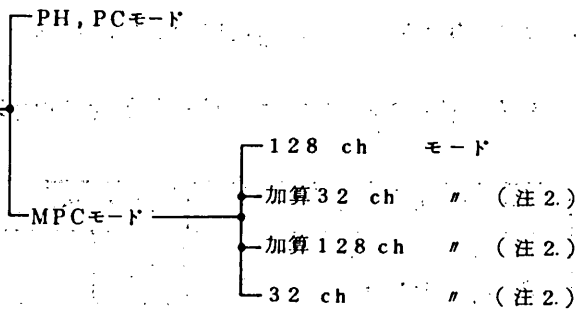 PH, PCモード
128 ch モード
加算32 ch 〃 (注2.)
MPCモード
加算128 ch 〃 (注2.)
32 ch 〃 (注2.)